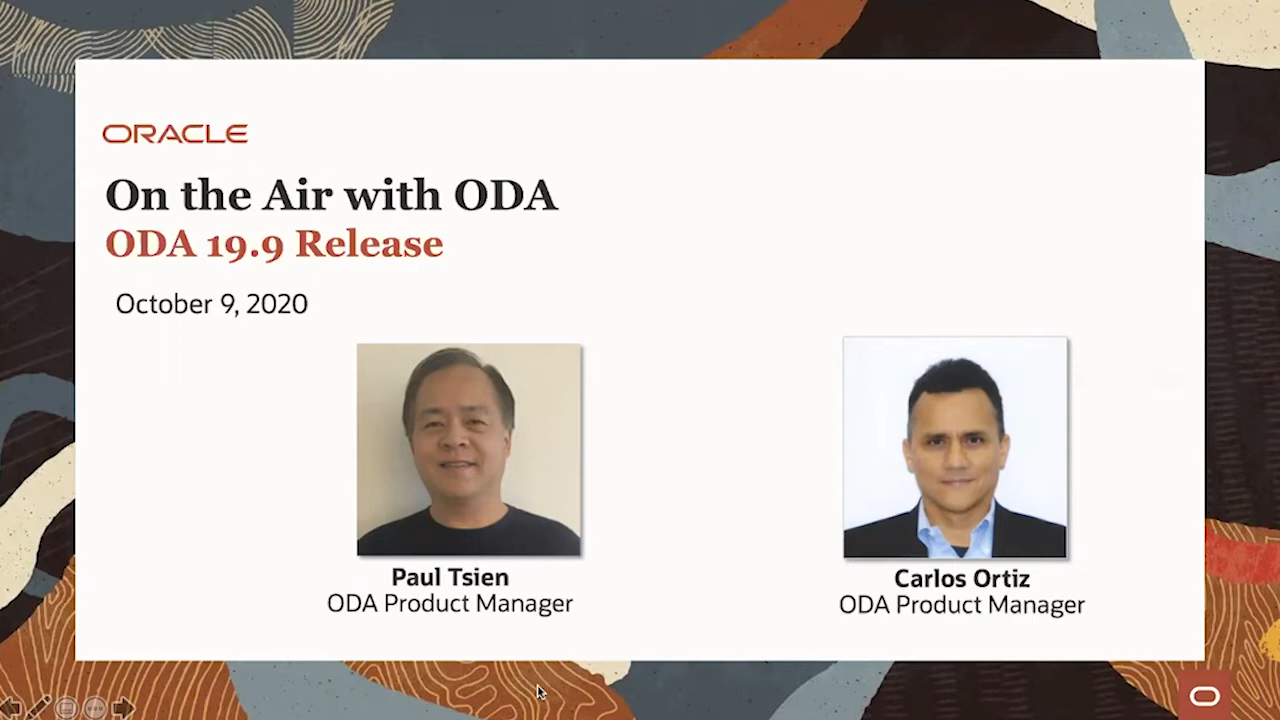 ORACLE
On the Air with ODA
ODA 19.9 Release
October 9, 2020
Paul Tsien
ODA Product Manager
Carlos Ortiz
ODA Product Manager